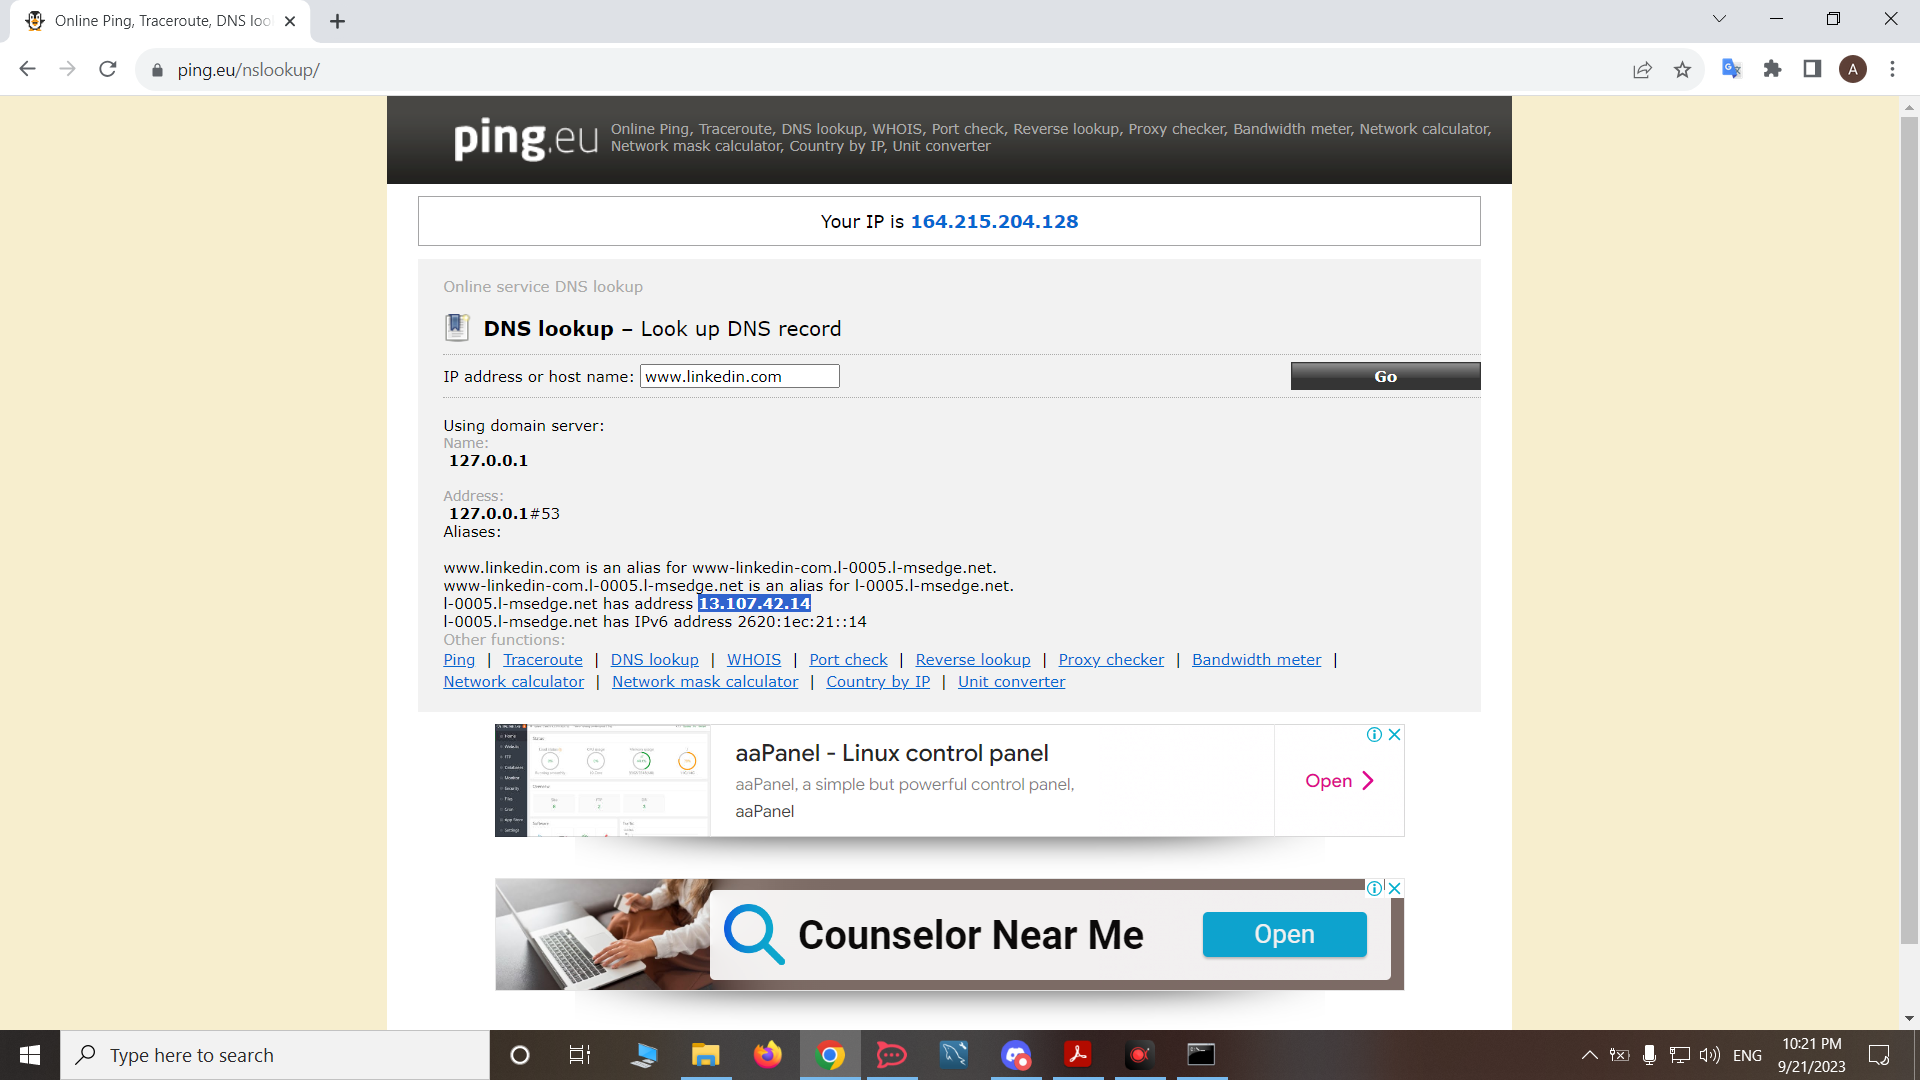 Online Ping, Traceroute, DNS loo
ping.eu/nslookup/
A
ping.eu
Online Ping, Traceroute, DNS lookup, WHOIS, Port check, Reverse lookup, Proxy checker, Bandwidth meter, Network calculator,
Network mask calculator, Country by IP, Unit converter
Your IP is 164.215.204.128
Online service DNS lookup
DNS lookup – Look up DNS record
IP address or host name: www.linkedin.com Go
Using domain server:
Name:
127.0.0.1
Address:
127.0.0.1#53
Aliases:
www.linkedin.com is an alias for www-linkedin-com.l-0005.l-msedge.net.
www-linkedin-com.l-0005.l-msedge.net is an alias for l-0005.l-msedge.net.
l-0005.l-msedge.net has address 13.107.42.14
l-0005.l-msedge.net has IPv6 address 2620:1ec:21::14
Other functions:
Ping | Traceroute | DNS lookup | WHOIS | Port check | Reverse lookup | Proxy checker | Bandwidth meter |
Network calculator | Network mask calculator | Country by IP | Unit converter
aaPanel - Linux control panel
aaPanel, a simple but powerful control panel,
aaPanel
Open
Counselor Near Me
Open
Type here to search
ENG
10:21 PM
9/21/2023